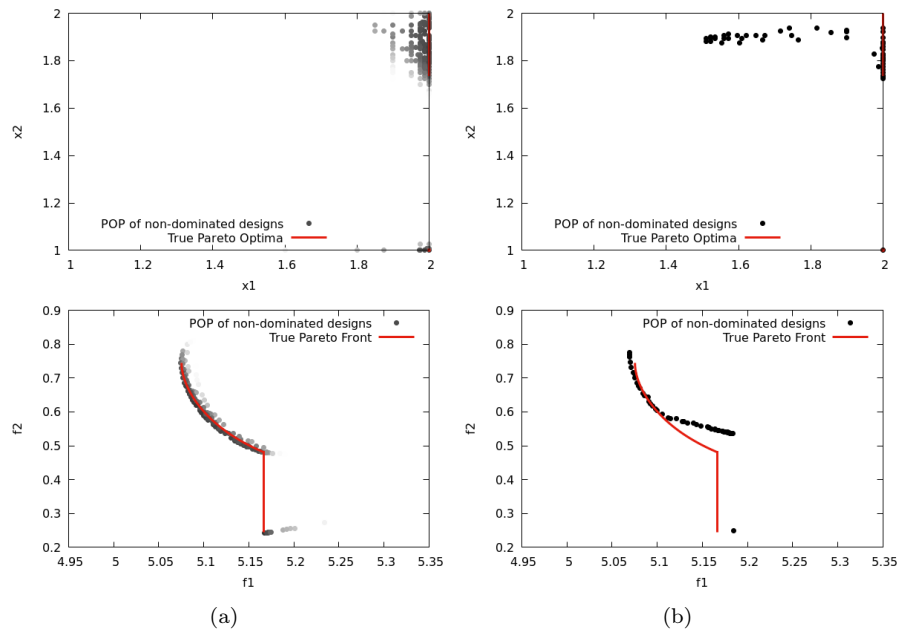 2
1.8
1.6
1.4
1.2
1
x2
POP of non-dominated designs
True Pareto Optima
1 1.2 1.4 1.6 1.8 2
x1
2
1.8
1.6
1.4
1.2
1
x2
POP of non-dominated designs
True Pareto Optima
1 1.2 1.4 1.6 1.8 2
x1
0.9
0.8
0.7
0.6
0.5
0.4
0.3
0.2
f2
POP of non-dominated designs
True Pareto Front
4.95 5 5.05 5.1 5.15 5.2 5.25 5.3 5.35
f1
(a)
0.9
0.8
0.7
0.6
0.5
0.4
0.3
0.2
f2
POP of non-dominated designs
True Pareto Front
4.95 5 5.05 5.1 5.15 5.2 5.25 5.3 5.35
f1
(b)